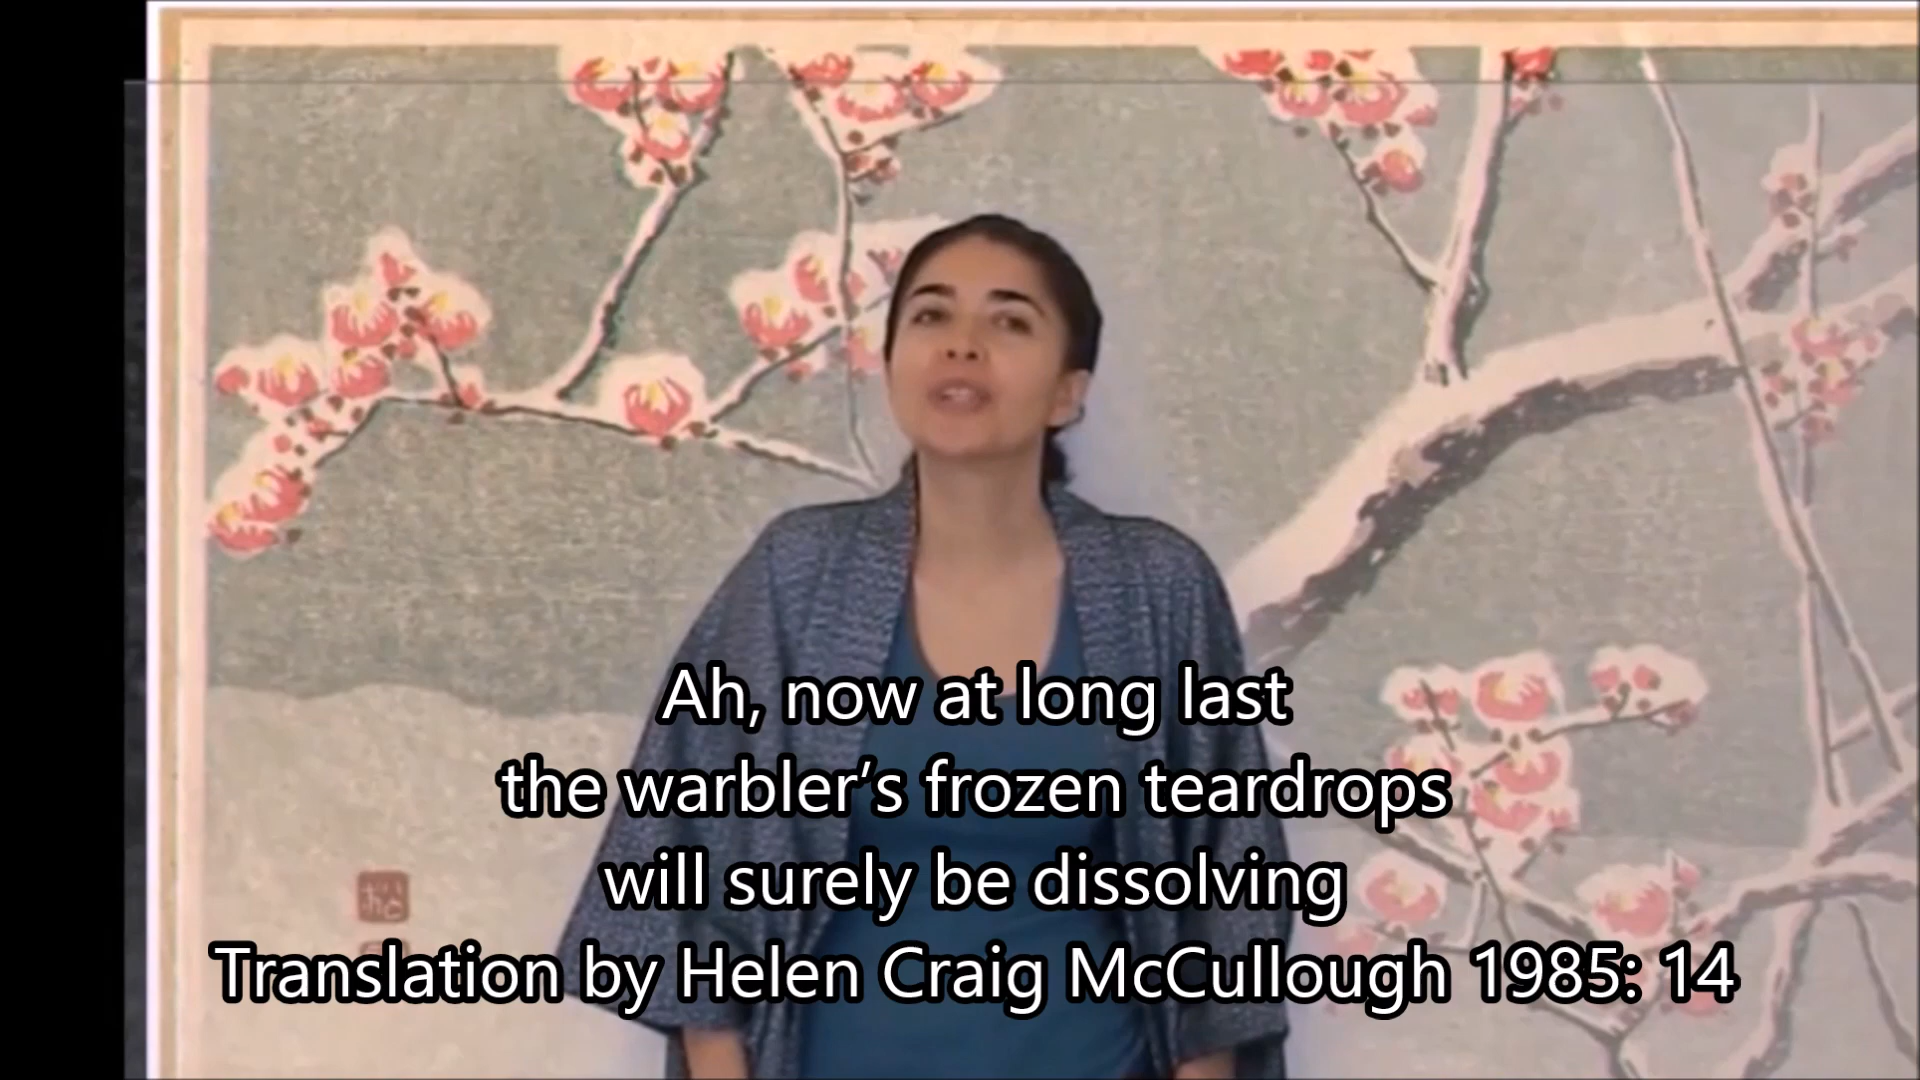 Ah, now at long last
the warbler’s frozen teardrops
will surely be dissolving
Translation by Helen Craig McCullough 1985: 14